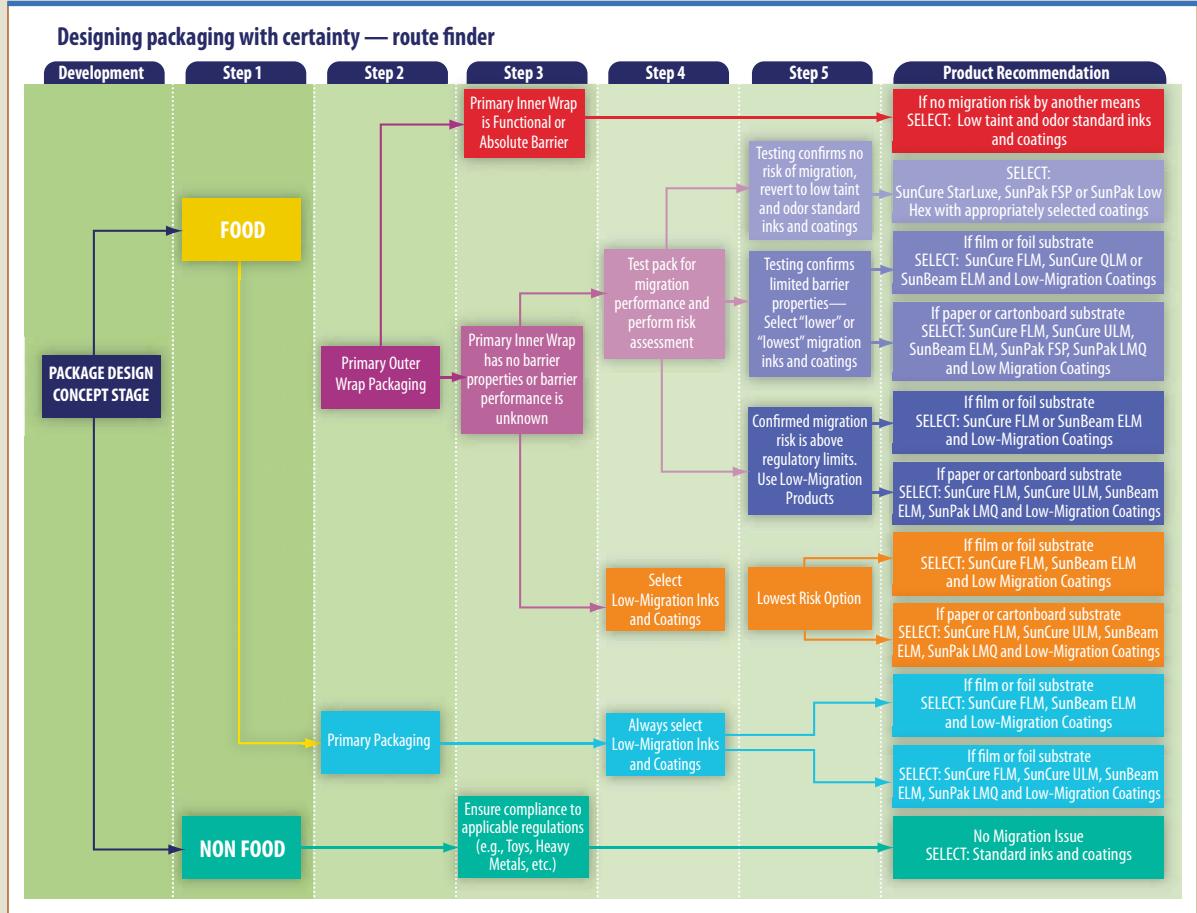 Designing packaging with certainty — route finder
Development
Step 1
Step 2
Step 3
Step 4
Step 5
Product Recommendation
PACKAGE DESIGN
CONCEPT STAGE
FOOD
NON FOOD
Primary Outer
Wrap Packaging
Primary Packaging
Primary Inner Wrap
is Functional or
Absolute Barrier
Primary Inner Wrap
has no barrier
properties or barrier
performance is
unknown
Ensure compliance to
applicable regulations
(e.g., Toys, Heavy
Metals, etc.)
Test pack for
migration
performance and
perform risk
assessment
Select
Low-Migration Inks
and Coatings
Always select
Low-Migration Inks
and Coatings
Testing confirms no
risk of migration,
revert to low taint
and odor standard
inks and coatings
Testing confirms
limited barrier
properties—
Select “lower” or
“lowest” migration
inks and coatings
Confirmed migration
risk is above
regulatory limits.
Use Low-Migration
Products
Lowest Risk Option
If no migration risk by another means
SELECT: Low taint and odor standard inks
and coatings
SELECT:
SunCure StarLuxe, SunPak FSP or SunPak Low
Hex with appropriately selected coatings
If film or foil substrate
SELECT: SunCure FLM, SunCure QLM or
SunBeam ELM and Low-Migration Coatings
If paper or cartonboard substrate
SELECT: SunCure FLM, SunCure ULM,
SunBeam ELM, SunPak FSP, SunPak LMQ
and Low Migration Coatings
If film or foil substrate
SELECT: SunCure FLM or SunBeam ELM
and Low-Migration Coatings
If paper or cartonboard substrate
SELECT: SunCure FLM, SunCure ULM, SunBeam
ELM, SunPak LMQ and Low-Migration Coatings
If film or foil substrate
SELECT: SunCure FLM, SunBeam ELM
and Low Migration Coatings
If paper or cartonboard substrate
SELECT: SunCure FLM, SunCure ULM, SunBeam
ELM, SunPak LMQ and Low-Migration Coatings
If film or foil substrate
SELECT: SunCure FLM, SunBeam ELM
and Low-Migration Coatings
If film or foil substrate
SELECT: SunCure FLM, SunCure ULM, SunBeam
ELM, SunPak LMQ and Low-Migration Coatings
No Migration Issue
SELECT: Standard inks and coatings